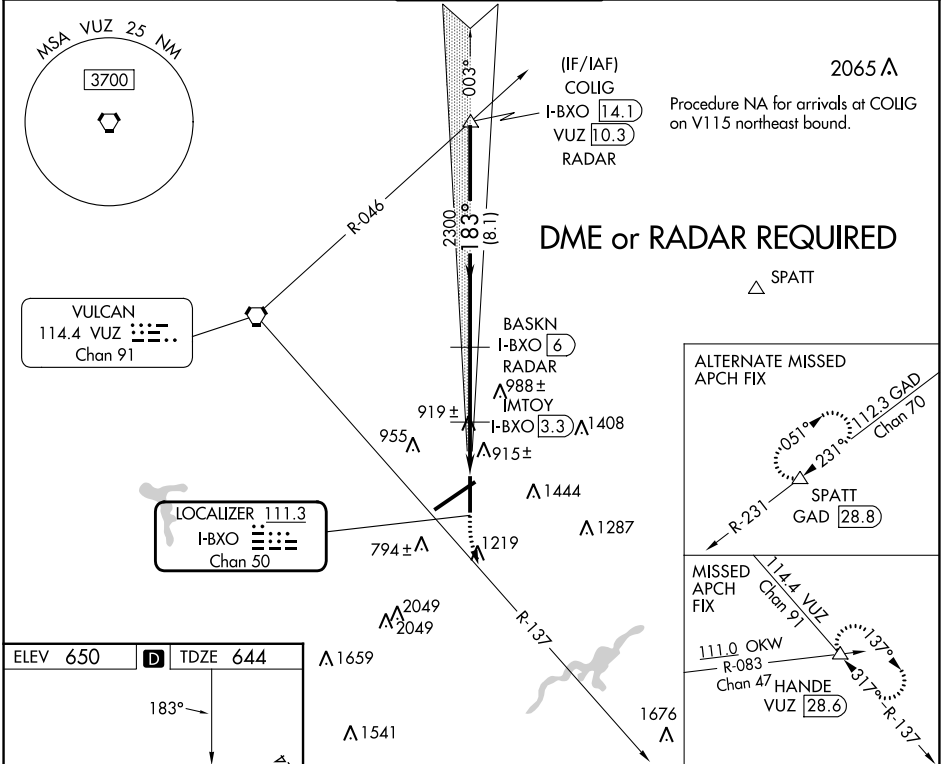 MSA VUZ 25 NM
3700
003°
(IF/IAF)
COLIG
I-BXO 14.1
VUZ 10.3
RADAR
2065
Procedure NA for arrivals at COLIG
on V115 northeast bound.
R-046
2300
183°
(8.1)
DME or RADAR REQUIRED
SPATT
VULCAN
114.4 VUZ
Chan 91
BASKN
I-BXO 6
RADAR
988±
IMTOY
I-BXO 3.3
1408
919±
955
915±
1444
1287
LOCALIZER 111.3
I-BXO
Chan 50
794±
1219
2049
2049
R-137
1659
1541
1676
ALTERNATE MISSED
APCH FIX
112.3 GAD
Chan 70
051°
231°
SPATT
GAD 28.8
R-231
MISSED
APCH
FIX
114.4 VUZ
Chan 91
111.0 OKW
R-083
Chan 47
137°
317°
HANDE
VUZ 28.6
R-137
ELEV 650 D TDZE 644
183°